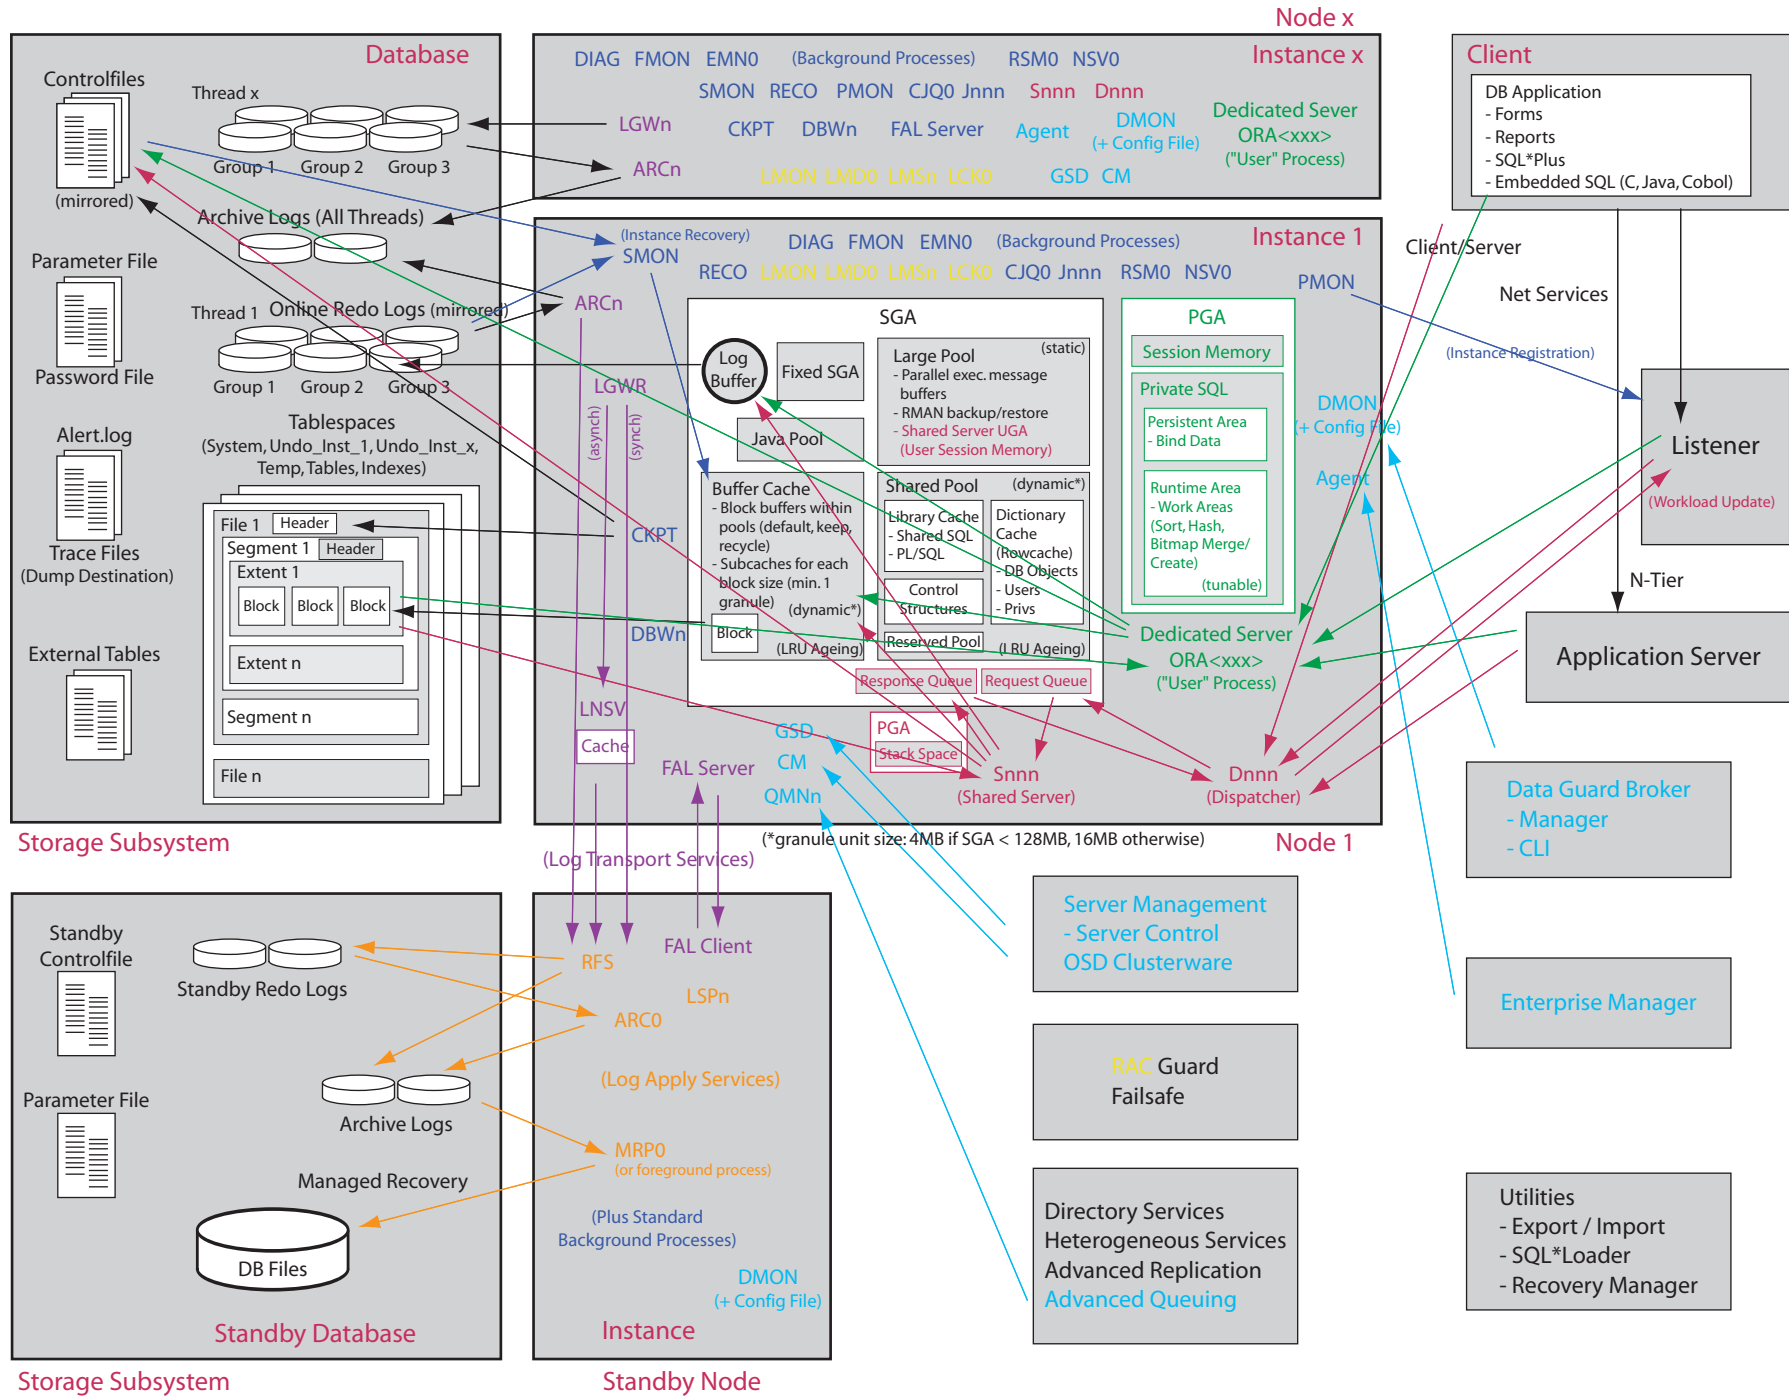 Node x
Database
Controlfiles
(mirrored)
Thread x
Group 1 Group 2 Group 3
Archive Logs (All Threads)
Parameter File
Password File
Thread 1
Online Redo Logs (mirrored)
Group 1 Group 2 Group 3
Alert.log
Trace Files
(Dump Destination)
Tablespaces
(System, Undo_Inst_1, Undo_Inst_x,
Temp, Tables, Indexes)
File 1 Header
Segment 1 Header
Extent 1
Block Block Block
Extent n
Segment n
File n
External Tables
Storage Subsystem
Instance x
DIAG FMON EMN0 (Background Processes) RSM0 NSV0
SMON RECO PMON CJQ0 Jnnn Snnn Dnnn
LGWn CKPT DBWn FAL Server Agent
DMON
(+ Config File)
Dedicated Sever
ORA<xxx>
("User" Process)
ARCn LMON LMD0 LMSn LCK0 GSD CM
Instance 1
(Instance Recovery)
SMON
DIAG FMON EMN0 (Background Processes)
RECO LMON LMD0 LMSn LCK0 CJQ0 Jnnn RSM0 NSV0
PMON
ARCn
LGWR
(asynch)
(synch)
CKPT
DBWn
LNSV
Cache
FAL Server
SGA
Log
Buffer
Fixed SGA
Java Pool
(static)
Large Pool
- Parallel exec. message
buffers
- RMAN backup/restore
- Shared Server UGA
(User Session Memory)
Buffer Cache
- Block buffers within
pools (default, keep,
recycle)
- Subcaches for each
block size (min. 1
granule)
(dynamic*)
Block
(LRU Ageing)
Shared Pool (dynamic*)
Library Cache
- Shared SQL
- PL/SQL
Control
Structures
Reserved Pool
Dictionary
Cache
(Rowcache)
- DB Objects
- Users
- Privs
(LRU Ageing)
Response Queue Request Queue
PGA
Session Memory
Private SQL
Persistent Area
- Bind Data
Runtime Area
- Work Areas
(Sort, Hash,
Bitmap Merge/
Create)
(tunable)
DMON
(+ Config File)
Agent
Dedicated Server
ORA<xxx>
("User" Process)
PGA
Stack Space
GSD
CM
QMNn
Snnn
(Shared Server)
Dnnn
(Dispatcher)
(*granule unit size: 4MB if SGA < 128MB, 16MB otherwise)
Node 1
Client
DB Application
- Forms
- Reports
- SQL*Plus
- Embedded SQL (C, Java, Cobol)
Client/Server
Net Services
(Instance Registration)
Listener
(Workload Update)
N-Tier
Application Server
Data Guard Broker
- Manager
- CLI
Enterprise Manager
Utilities
- Export / Import
- SQL*Loader
- Recovery Manager
Server Management
- Server Control
OSD Clusterware
RAC Guard
Failsafe
Directory Services
Heterogeneous Services
Advanced Replication
Advanced Queuing
(Log Transport Services)
Standby
Controlfile
Standby Redo Logs
Parameter File
Archive Logs
Managed Recovery
DB Files
Standby Database
Storage Subsystem
RFS
FAL Client
LSPn
ARC0
(Log Apply Services)
MRP0
(or foreground process)
(Plus Standard
Background Processes)
DMON
(+ Config File)
Instance
Standby Node